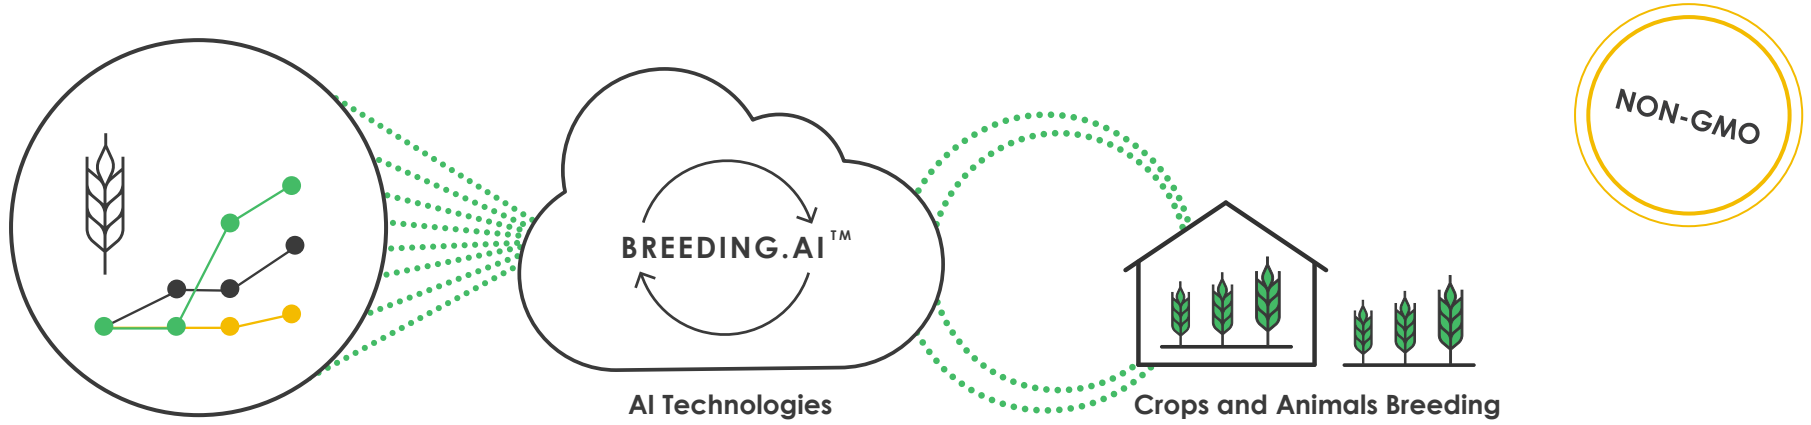 NON-GMO
BREEDING.AI™
AI Technologies
Crops and Animals Breeding